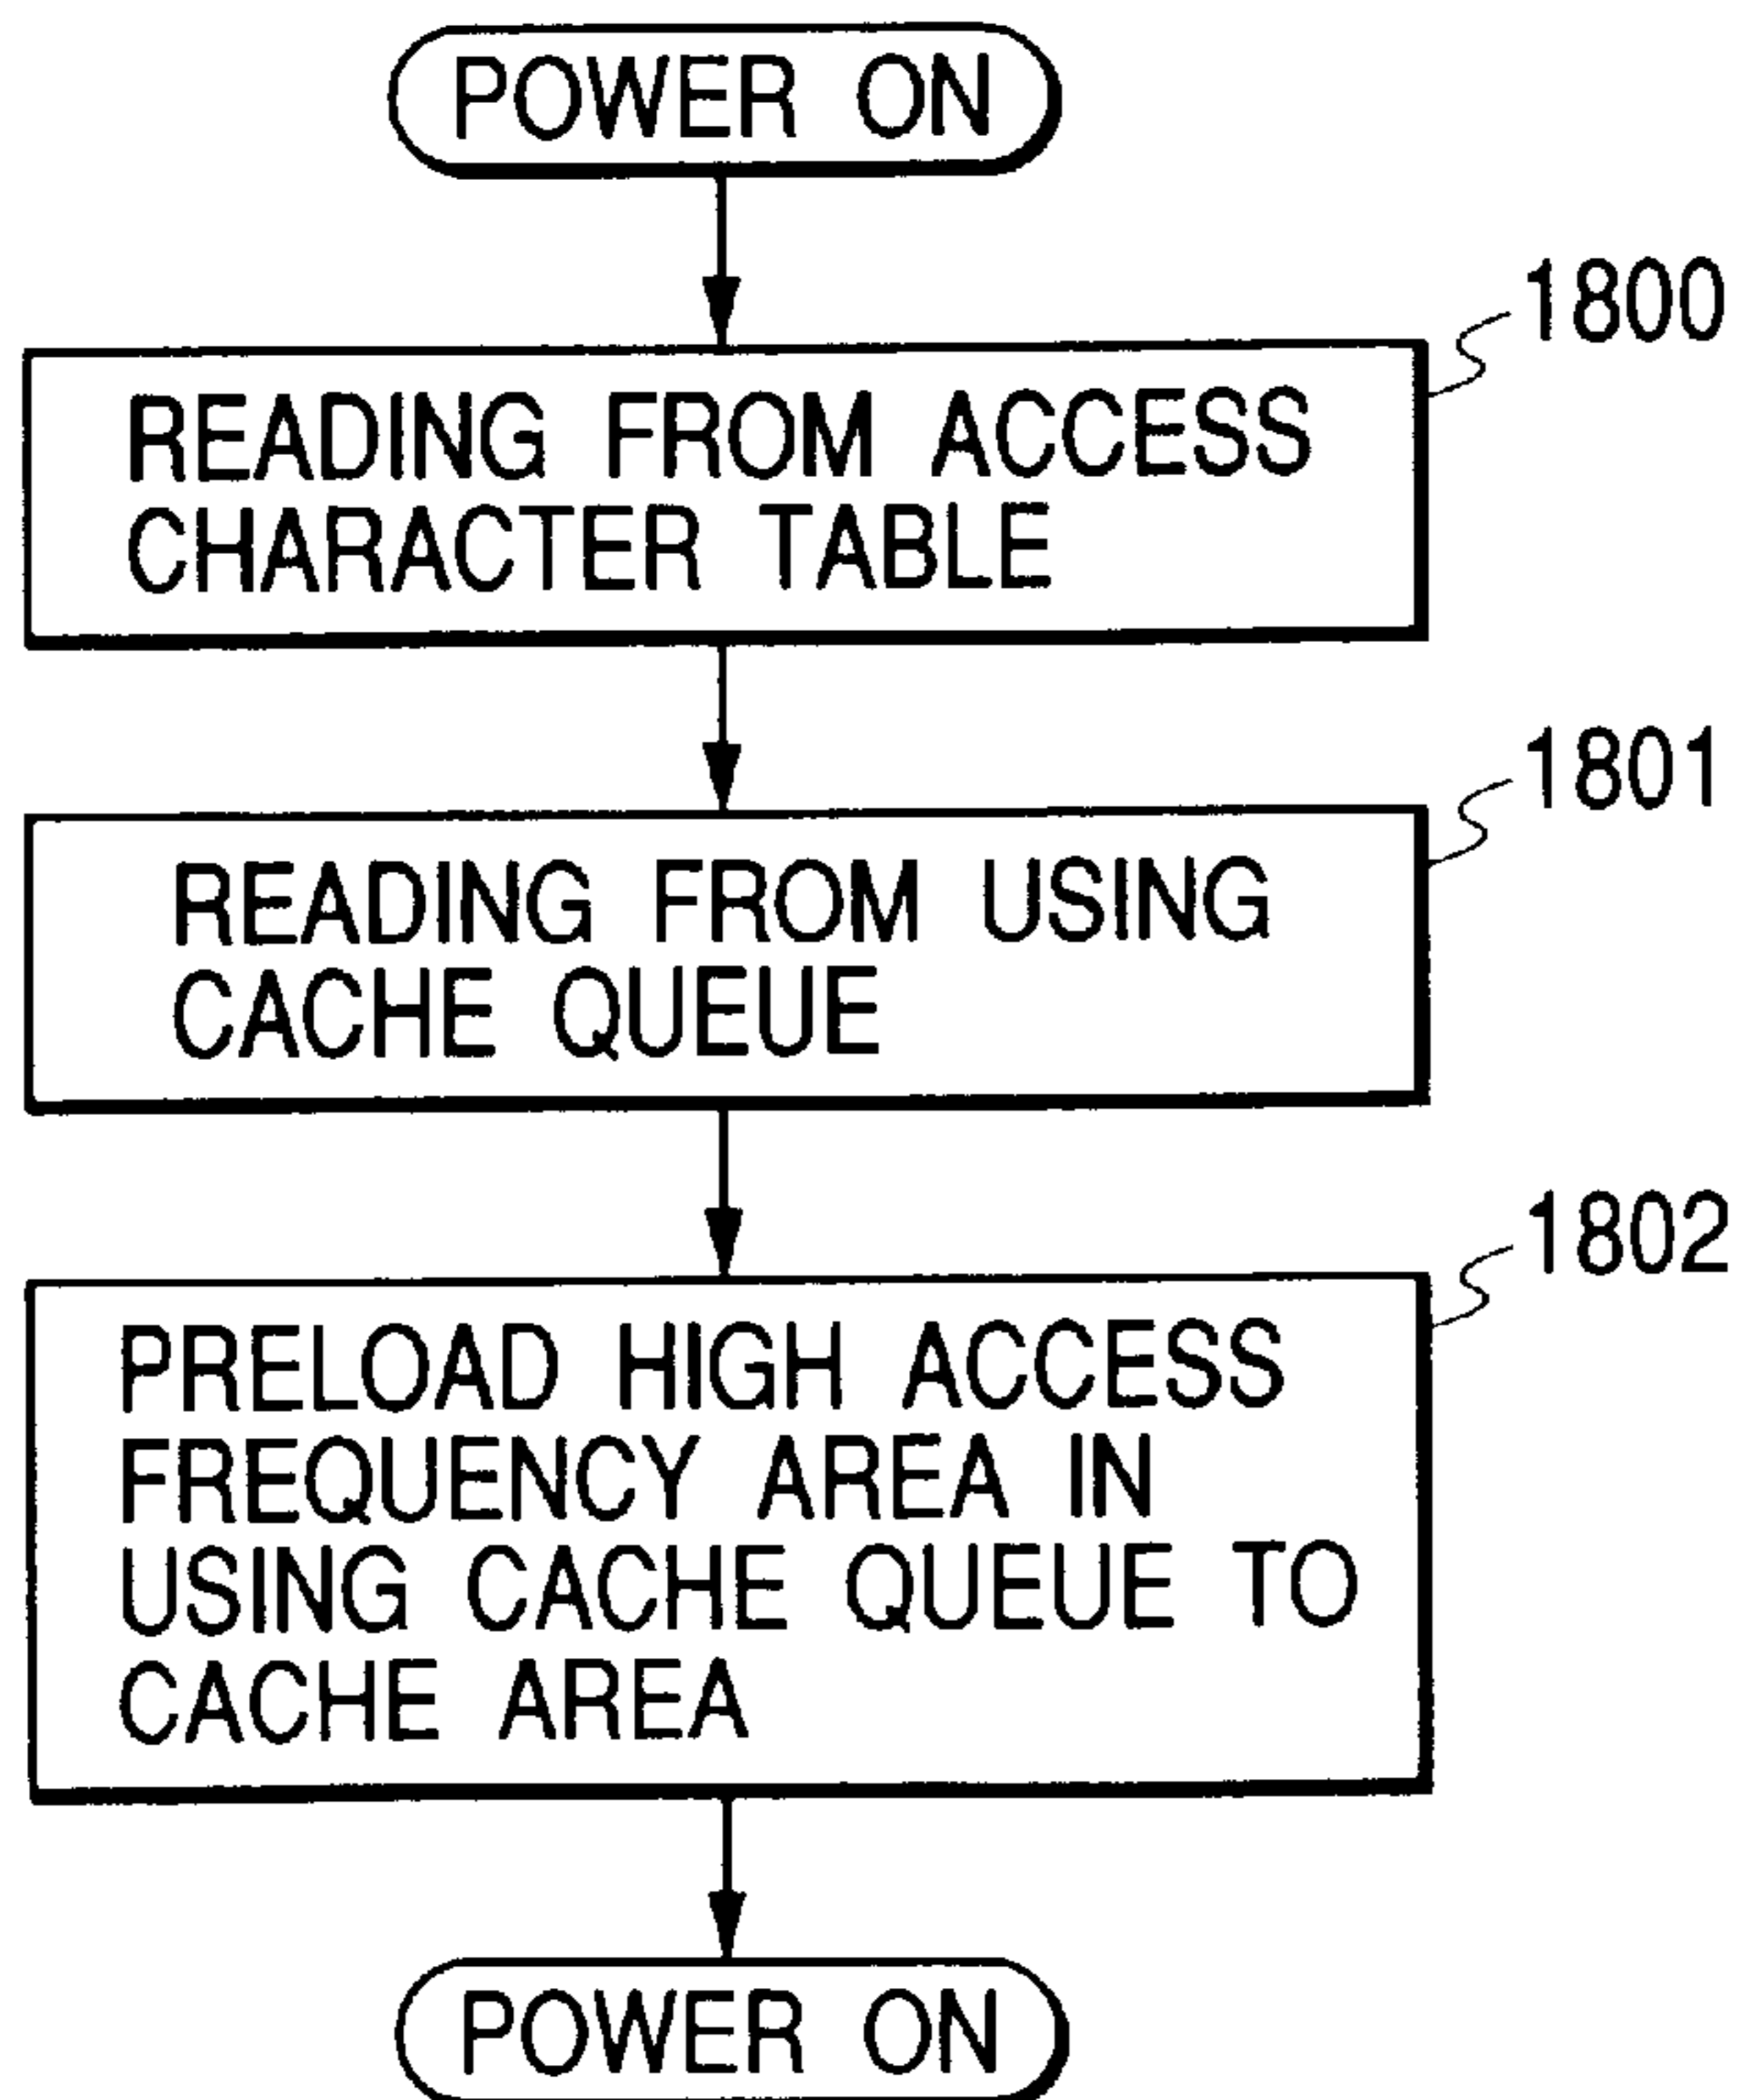 POWER ON
1800
READING FROM ACCESS
CHARACTER TABLE
1801
READING FROM USING
CACHE QUEUE
1802
PRELOAD HIGH ACCESS
FREQUENCY AREA IN
USING CACHE QUEUE TO
CACHE AREA
POWER ON